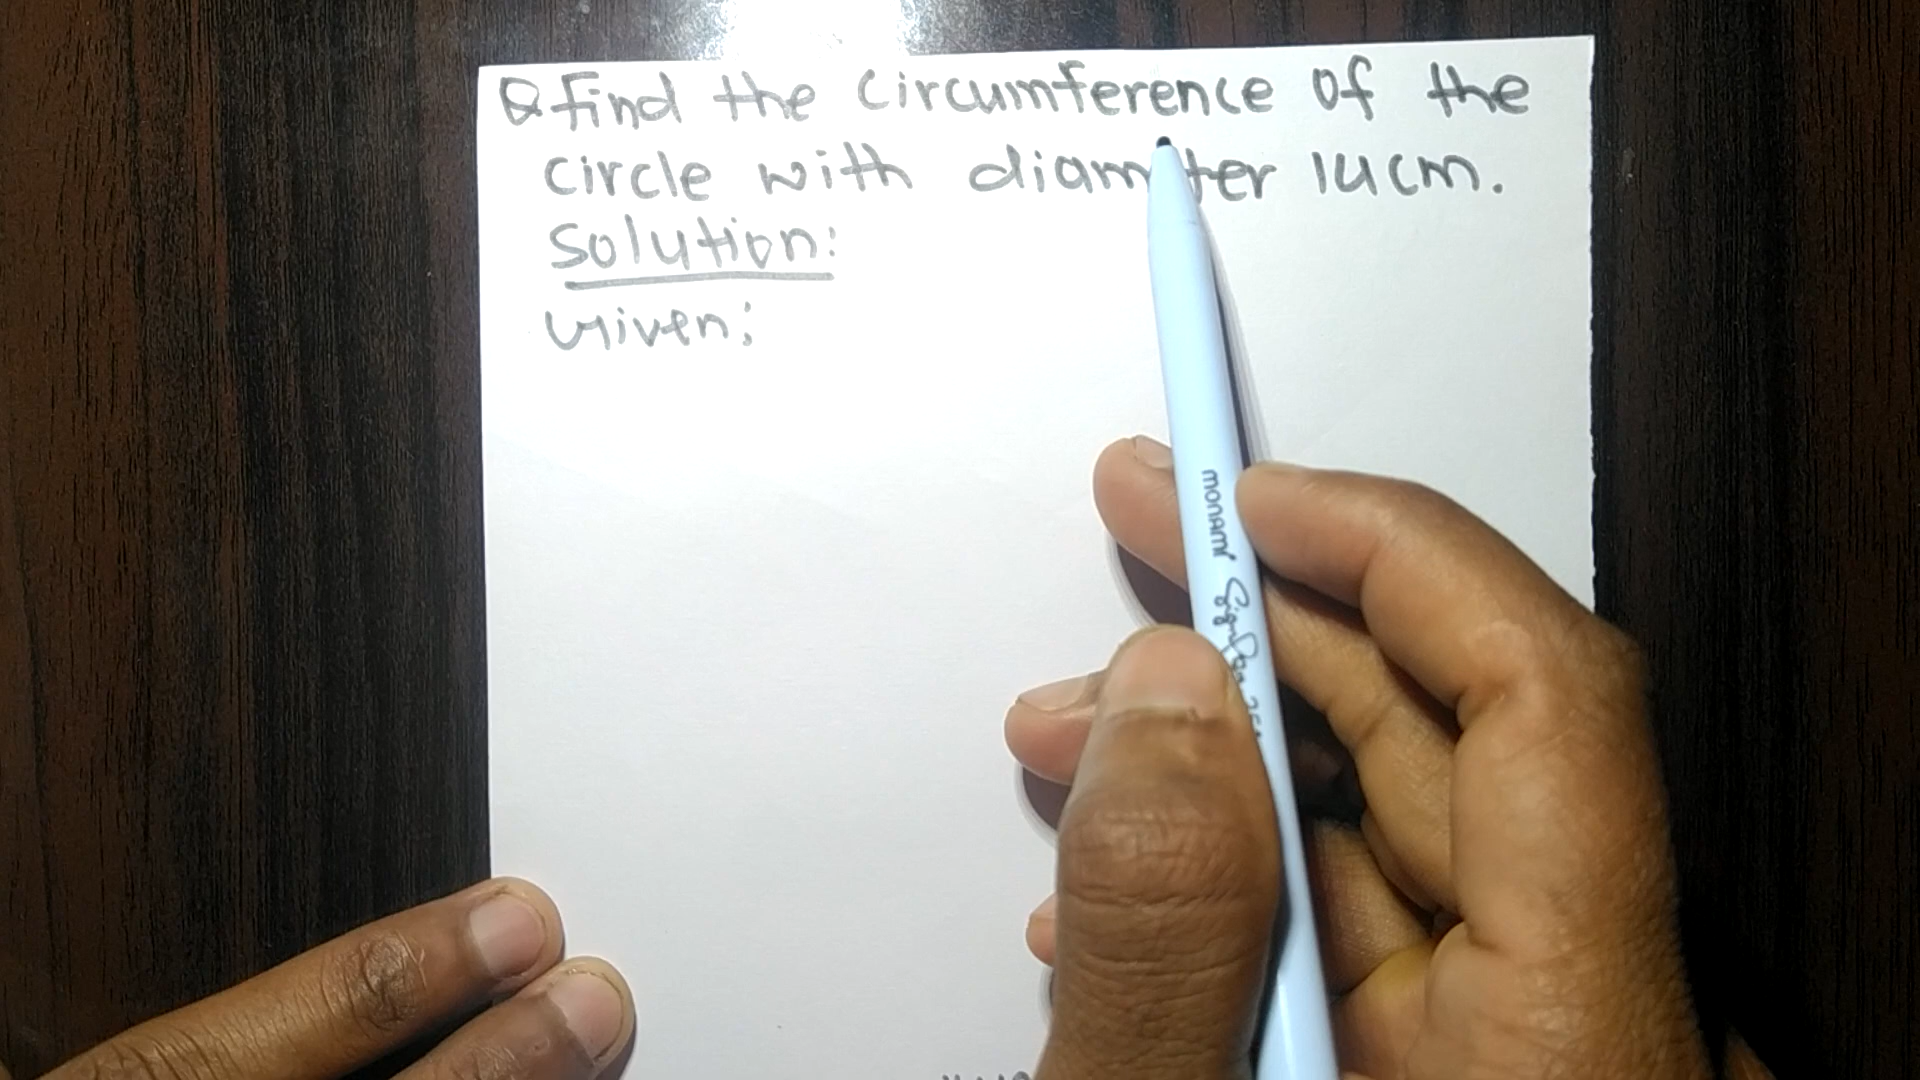 Q find the circumference of the
circle with diameter 14cm.
Solution:
Given:
MONAMI